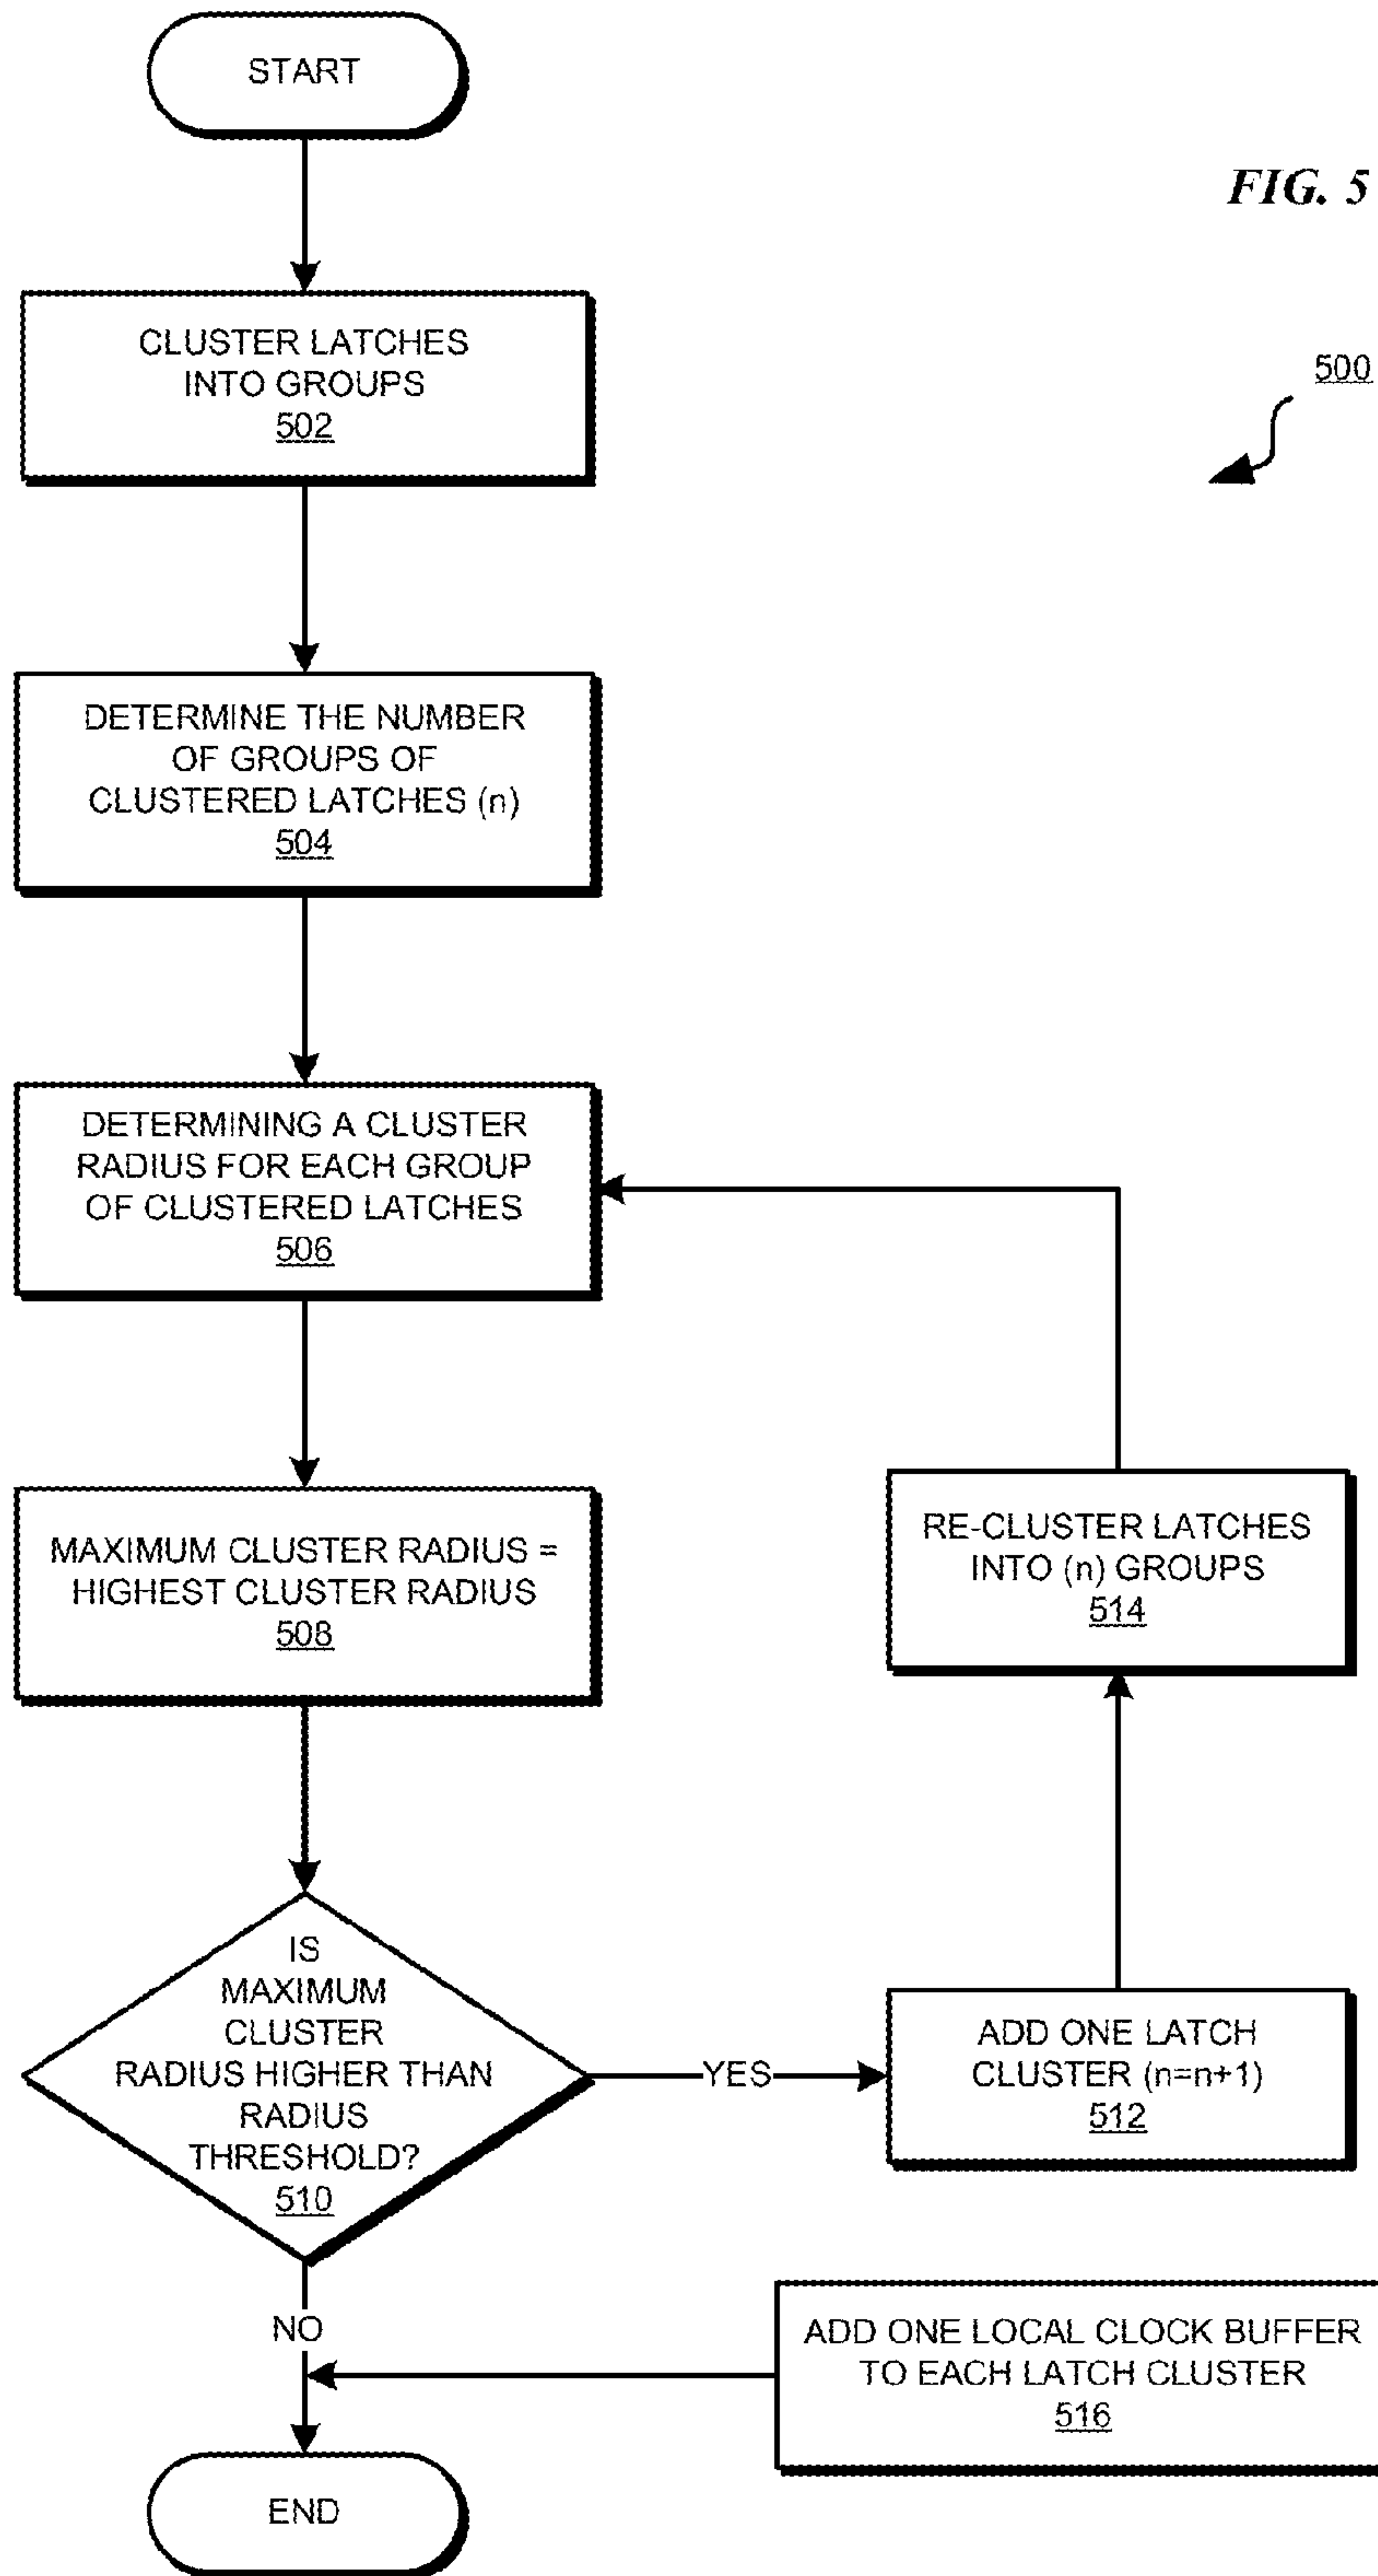 START
FIG. 5
CLUSTER LATCHES
INTO GROUPS
502
500
DETERMINE THE NUMBER
OF GROUPS OF
CLUSTERED LATCHES (n)
504
DETERMINING A CLUSTER
RADIUS FOR EACH GROUP
OF CLUSTERED LATCHES
506
MAXIMUM CLUSTER RADIUS =
HIGHEST CLUSTER RADIUS
508
RE-CLUSTER LATCHES
INTO (n) GROUPS
514
IS
MAXIMUM
CLUSTER
RADIUS HIGHER THAN
RADIUS
THRESHOLD?
510
YES
ADD ONE LATCH
CLUSTER (n=n+1)
512
NO
ADD ONE LOCAL CLOCK BUFFER
TO EACH LATCH CLUSTER
516
END